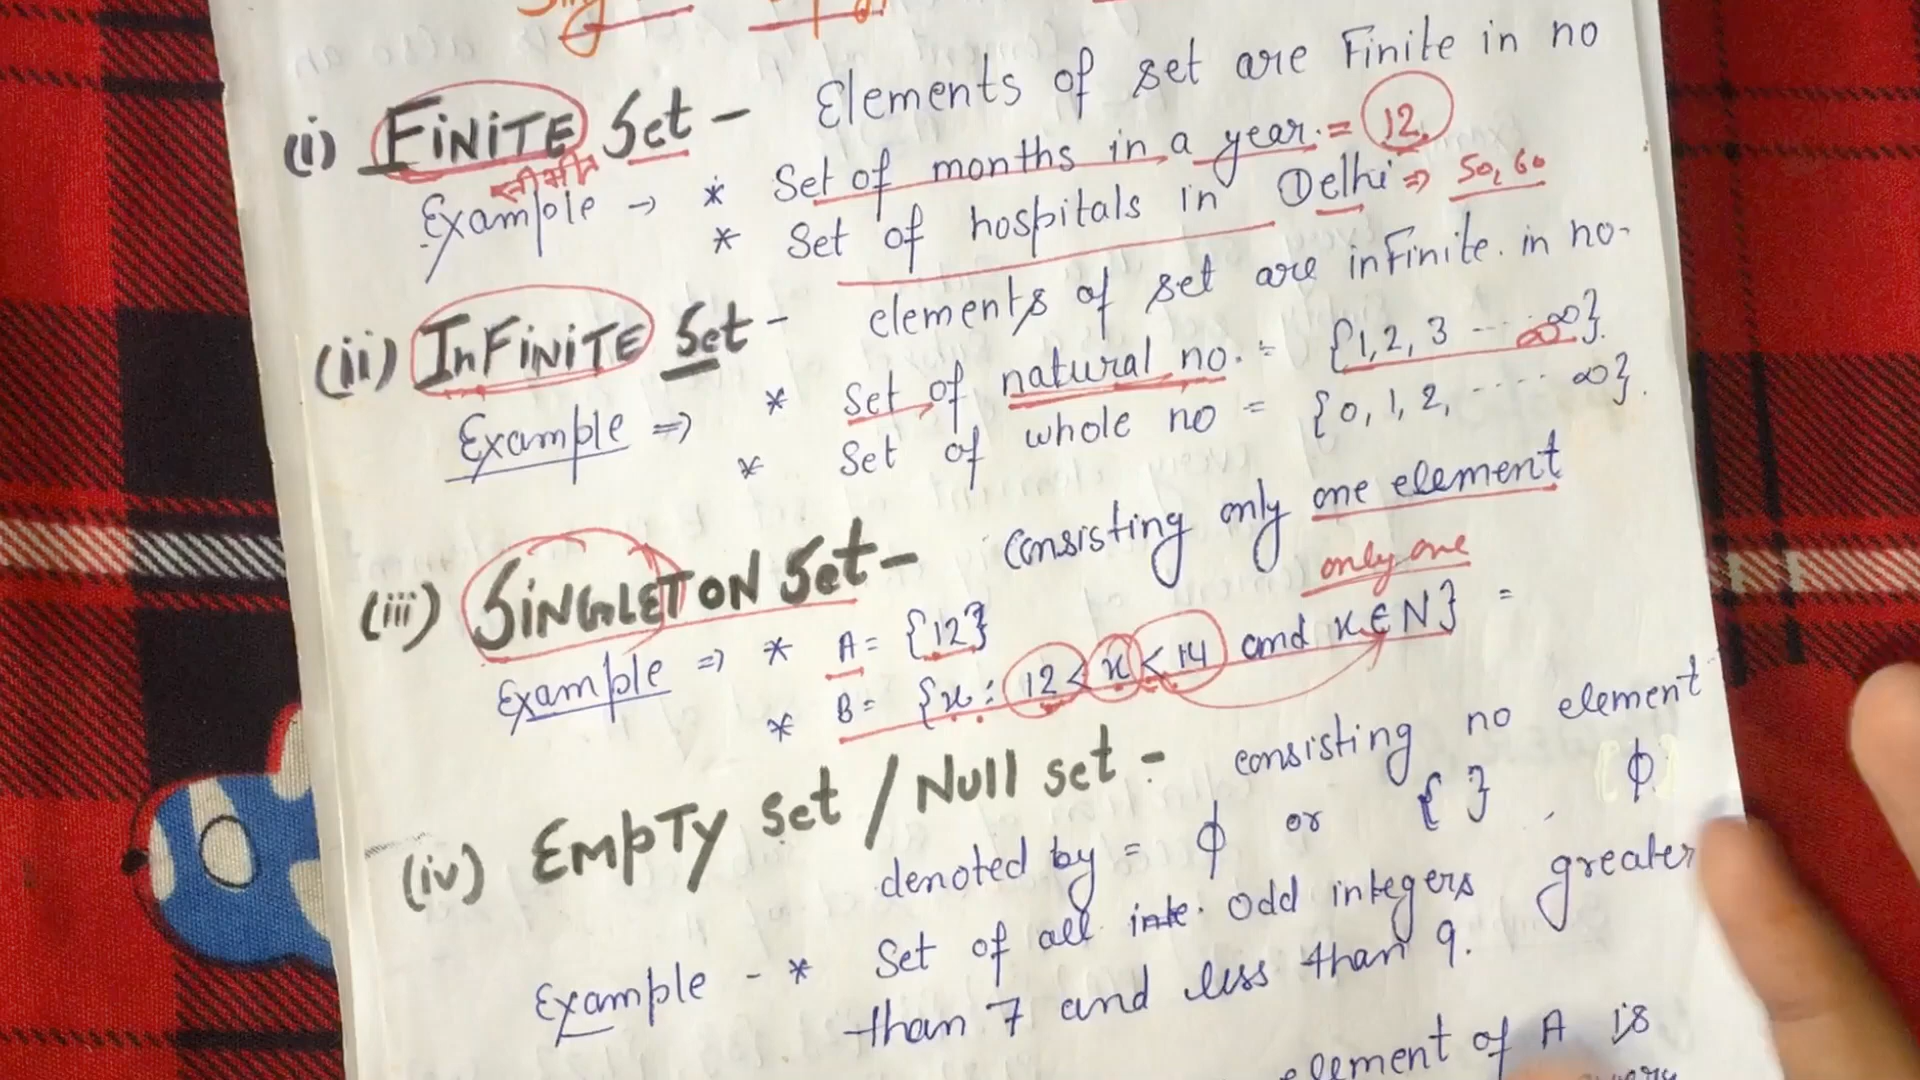 (i) FiNiTE Set - Elements of set are Finite in no
Example → * Set of months in a year. = 12.
* Set of hospitals in Delhi ⇒ 50, 60
(ii) InFiNiTE Set - elements of set are infinite. in no.
Example ⇒ * Set of natural no. = {1, 2, 3 ... ∞}.
* Set of whole no = {0, 1, 2, ..... ∞}.
(iii) SiNGLETON Set - Consisting only one element
only one
Example ⇒ * A = {12}
* B = {x : 12 < x < 14 and x ∈ N} =
(iv) EmpTy set / Null set - consisting no element
denoted by = ϕ or { } . {ϕ}
Example - * Set of all inte. Odd integers greater
than 7 and less than 9.
element of A is